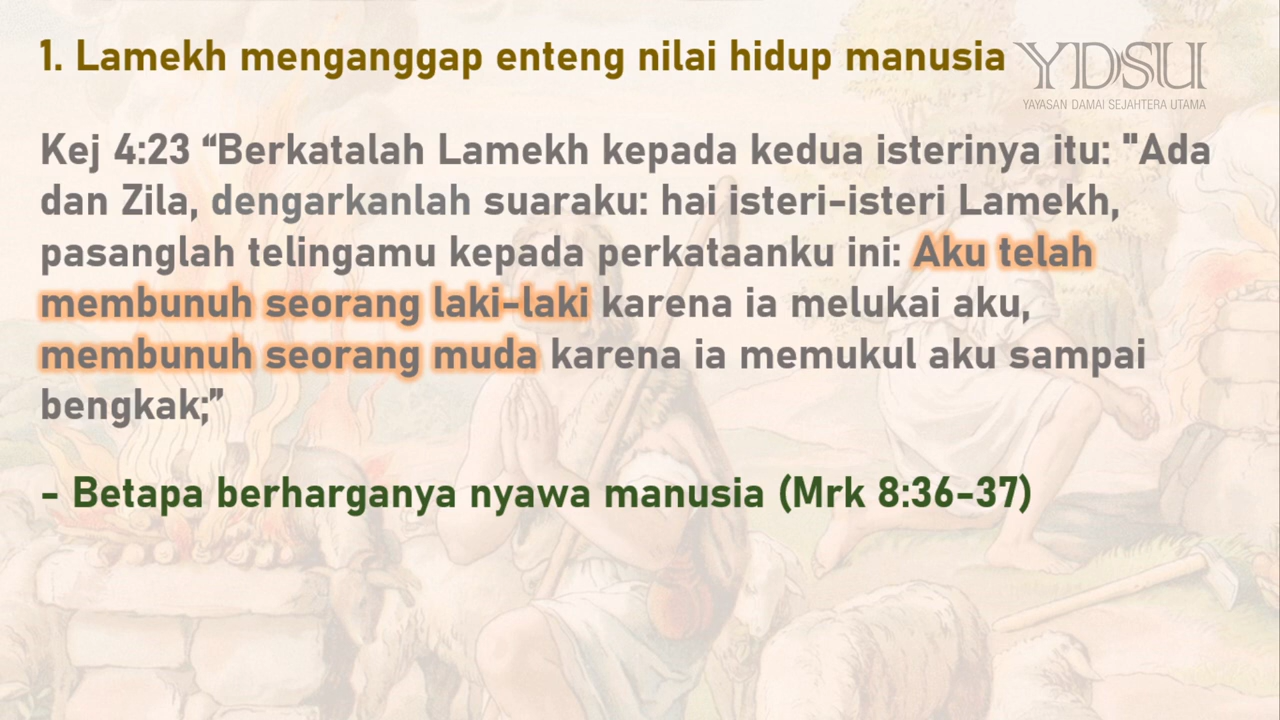 1. Lamekh menganggap enteng nilai hidup manusia
YDSU
YAYASAN DAMAI SEJAHTERA UTAMA
Kej 4:23 “Berkatalah Lamekh kepada kedua isterinya itu: "Ada
dan Zila, dengarkanlah suaraku: hai isteri-isteri Lamekh,
pasanglah telingamu kepada perkataanku ini: Aku telah
membunuh seorang laki-laki karena ia melukai aku,
membunuh seorang muda karena ia memukul aku sampai
bengkak;”
- Betapa berharganya nyawa manusia (Mrk 8:36-37)